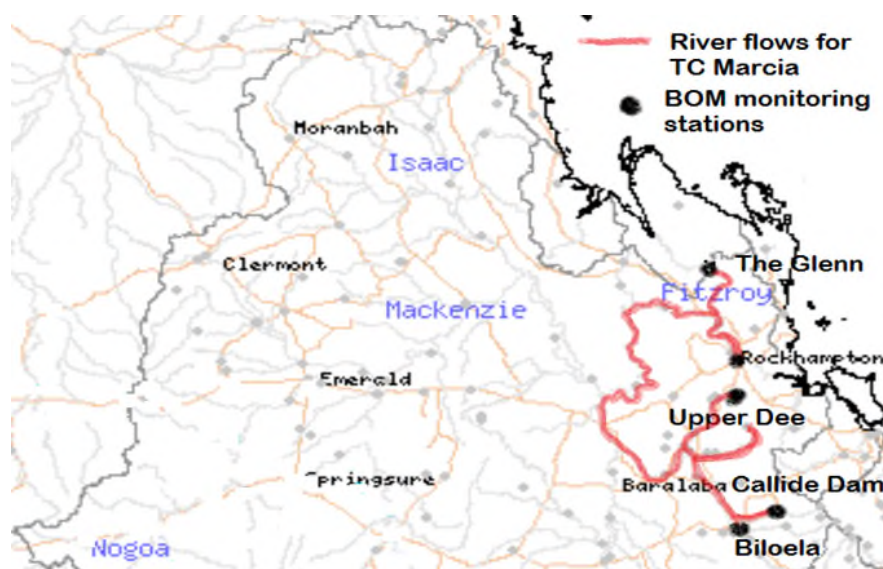 River flows for
TC Marcia
BOM monitoring
stations
Moranbah
Isaac
The Glenn
Clermont
Fitzroy
Mackenzie
Rockhampton
Emerald
Upper Dee
Springsure
Baralaba
Callide Dam
Biloela
Nogoa